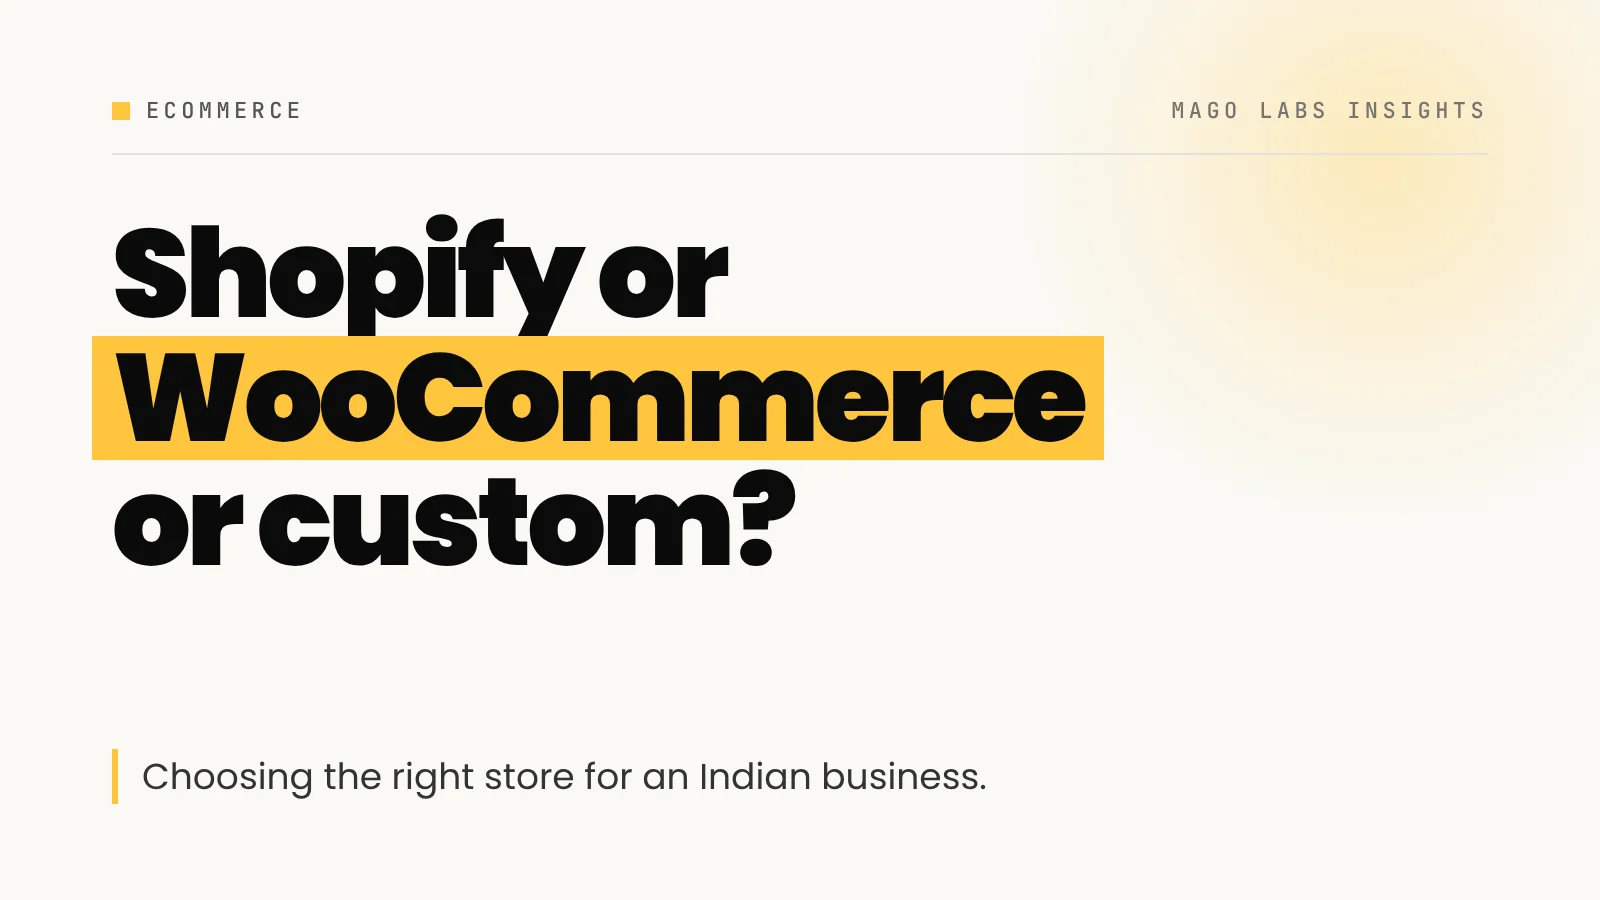 ECOMMERCE
MAGO LABS INSIGHTS
Shopify or
WooCommerce
or custom?
Choosing the right store for an Indian business.